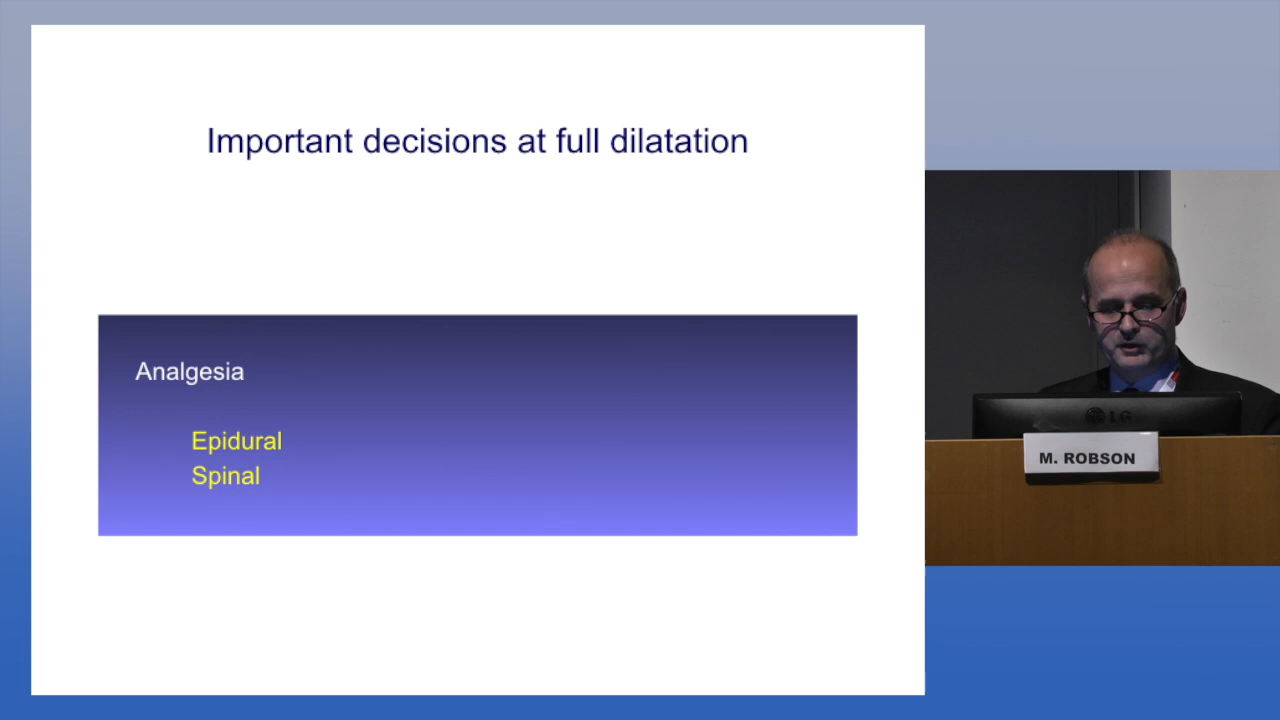 Important decisions at full dilatation
Analgesia
Epidural
Spinal
LG
M. ROBSON